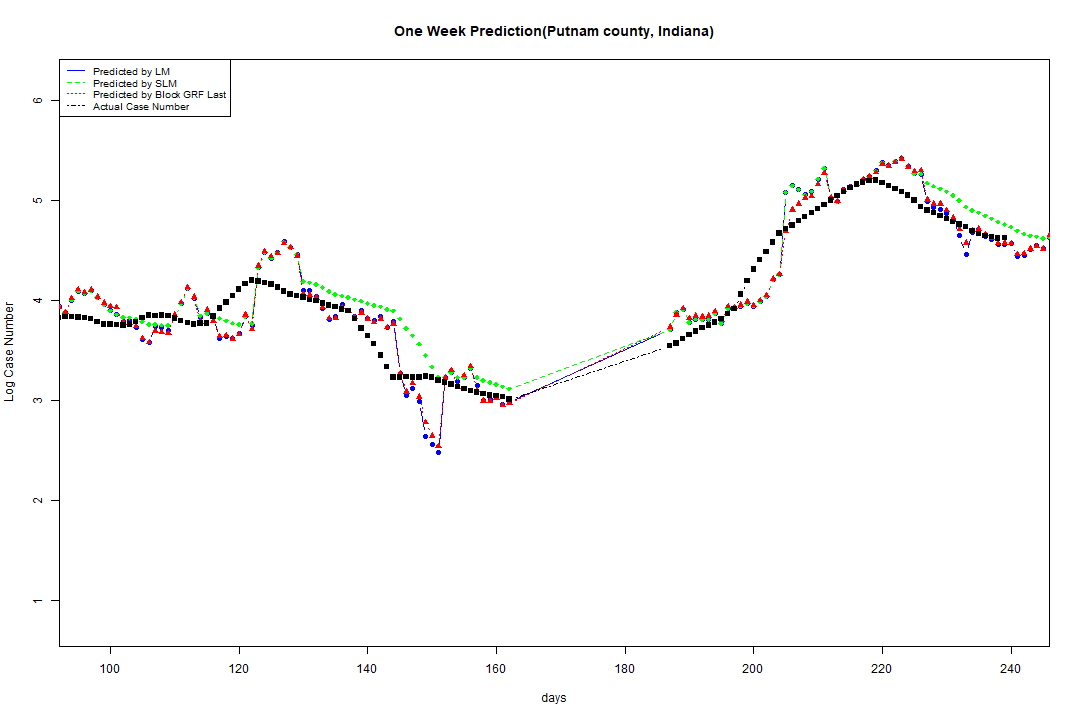 One Week Prediction(Putnam county, Indiana)
Predicted by LM
Predicted by SLM
Predicted by Block GRF Last
Actual Case Number
6
5
4
3
2
1
Log Case Number
100 120 140 160 180 200 220 240
days